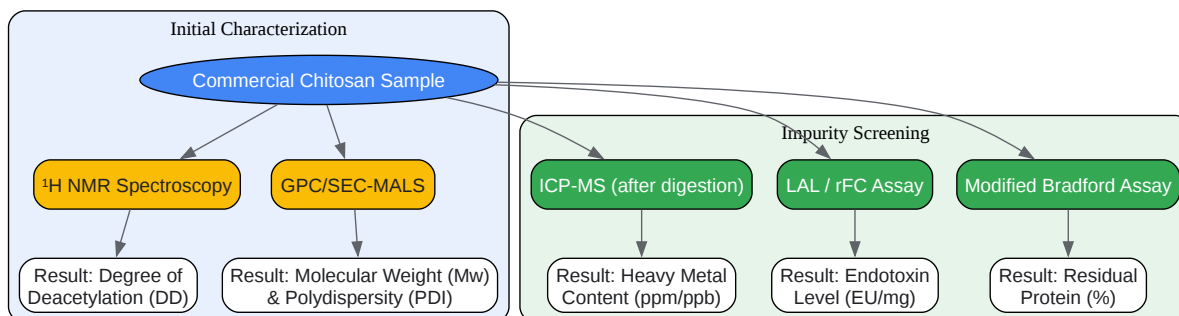 Initial Characterization
Commercial Chitosan Sample
Impurity Screening
¹H NMR Spectroscopy
GPC/SEC-MALS
ICP-MS (after digestion)
LAL / rFC Assay
Modified Bradford Assay
Result: Degree of
Deacetylation (DD)
Result: Molecular Weight (Mw)
& Polydispersity (PDI)
Result: Heavy Metal
Content (ppm/ppb)
Result: Endotoxin
Level (EU/mg)
Result: Residual
Protein (%)